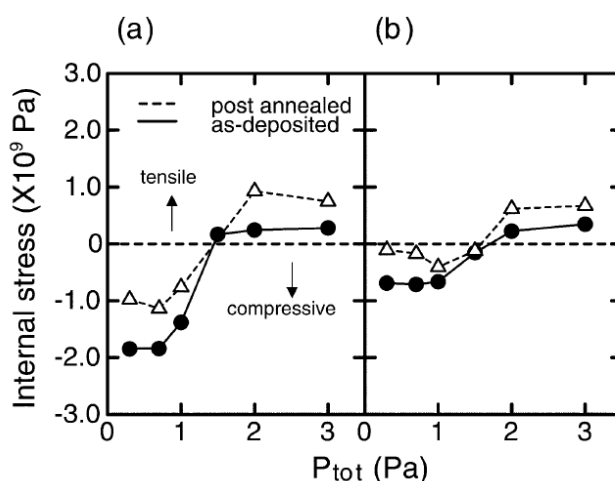 (a) (b)
3.0
post annealed
as-deposited
2.0
tensile
1.0
0
-1.0
compressive
-2.0
-3.0
0 1 2 3 0 1 2 3
Internal stress (X10⁹ Pa)
Ptot (Pa)